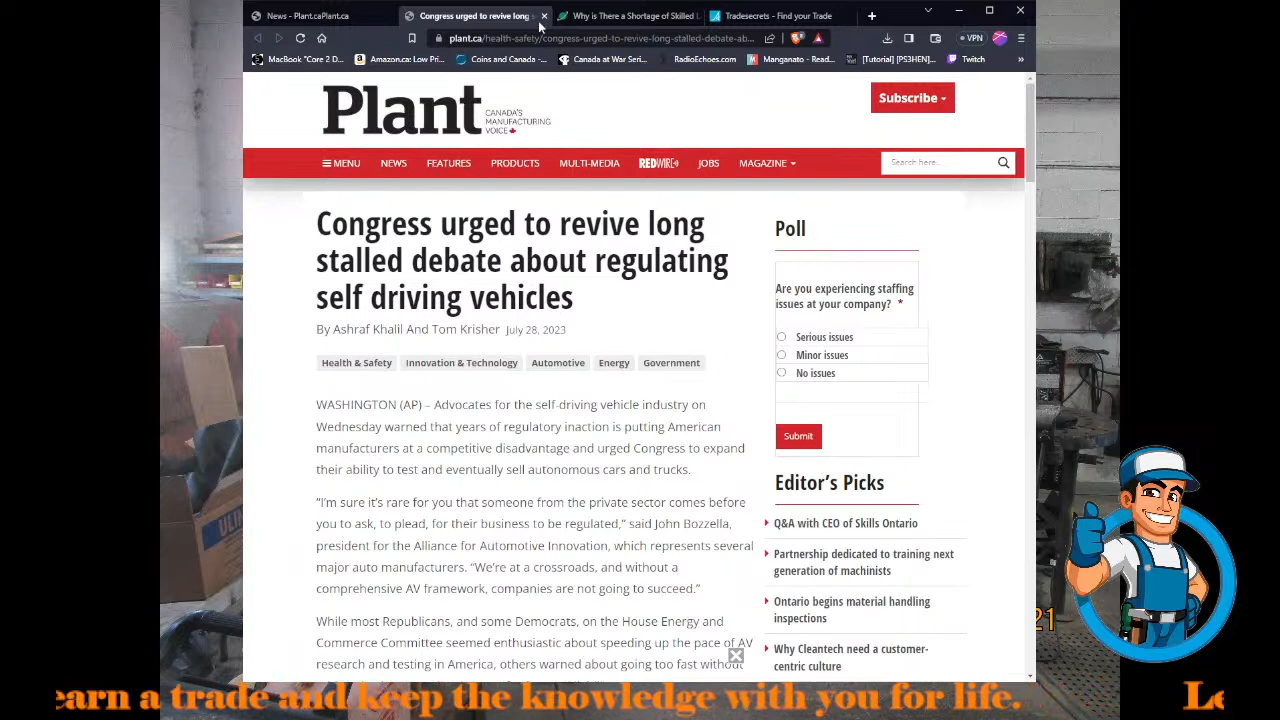 News - Plant.caPlant.ca
Congress urged to revive long
Why is There a Shortage of Skilled
Tradesecrets - Find your Trade
plant.ca/health-safety/congress-urged-to-revive-long-stalled-debate-ab...
VPN
MacBook "Core 2 D...
Amazon.ca: Low Pri...
Coins and Canada -...
Canada at War Seri...
RadioEchoes.com
Manganato - Read...
[Tutorial] [PS3HEN]...
Twitch
»
Plant
CANADA'S
MANUFACTURING
VOICE
Subscribe
MENU
NEWS
FEATURES
PRODUCTS
MULTI-MEDIA
REDWIRE
JOBS
MAGAZINE
Search here..
Congress urged to revive long
stalled debate about regulating
self driving vehicles
By Ashraf Khalil And Tom Krisher July 28, 2023
Health & Safety
Innovation & Technology
Automotive
Energy
Government
WASHINGTON (AP) – Advocates for the self-driving vehicle industry on
Wednesday warned that years of regulatory inaction is putting American
manufacturers at a competitive disadvantage and urged Congress to expand
their ability to test and eventually sell autonomous cars and trucks.
“I’m sure it’s rare for you that someone from the private sector comes before
you to ask, to plead, for their business to be regulated,” said John Bozzella,
president for the Alliance for Automotive Innovation, which represents several
major auto manufacturers. “We’re at a crossroads, and without a
comprehensive AV framework, companies are not going to succeed.”
While most Republicans, and some Democrats, on the House Energy and
Commerce Committee seemed enthusiastic about speeding up the pace of AV
research and testing in America, others warned about going too fast without
Poll
Are you experiencing staffing
issues at your company? *
Serious issues
Minor issues
No issues
Submit
Editor’s Picks
Q&A with CEO of Skills Ontario
Partnership dedicated to training next
generation of machinists
Ontario begins material handling
inspections
Why Cleantech need a customer-
centric culture
ULIN
21
earn a trade and keep the knowledge with you for life.
Le